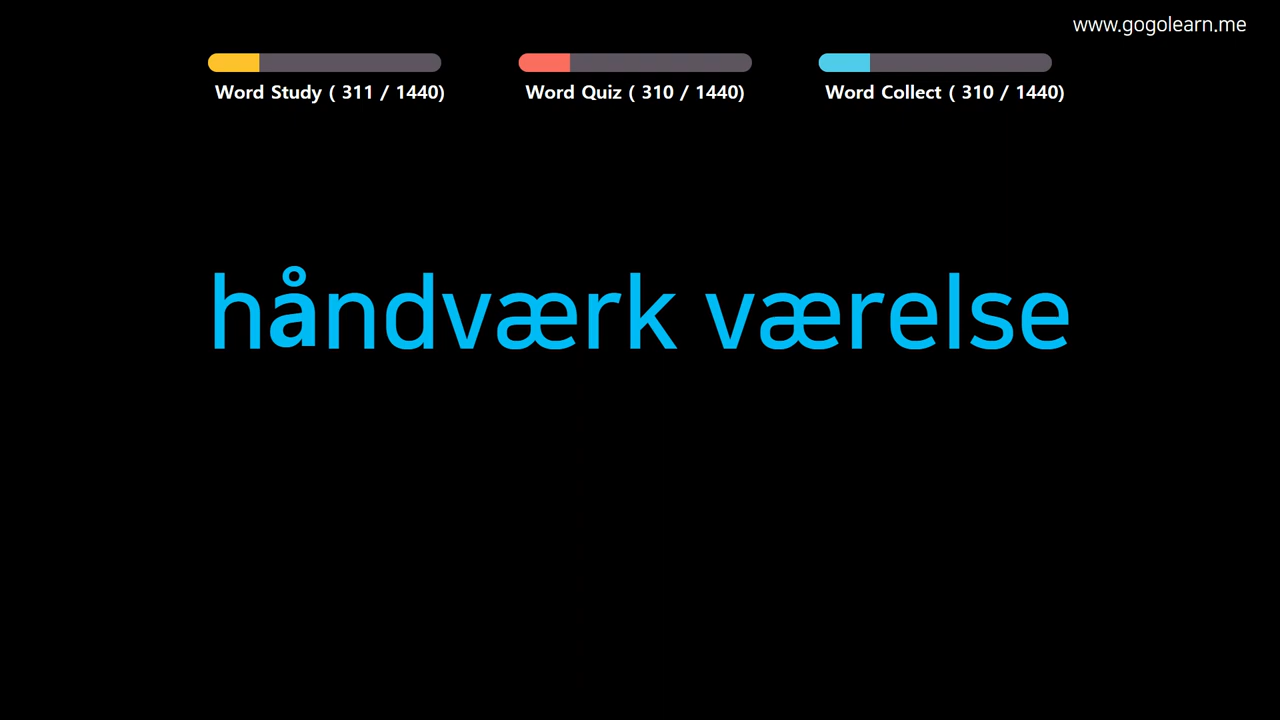 www.gogolearn.me
Word Study ( 311 / 1440)
Word Quiz ( 310 / 1440)
Word Collect ( 310 / 1440)
håndværk værelse